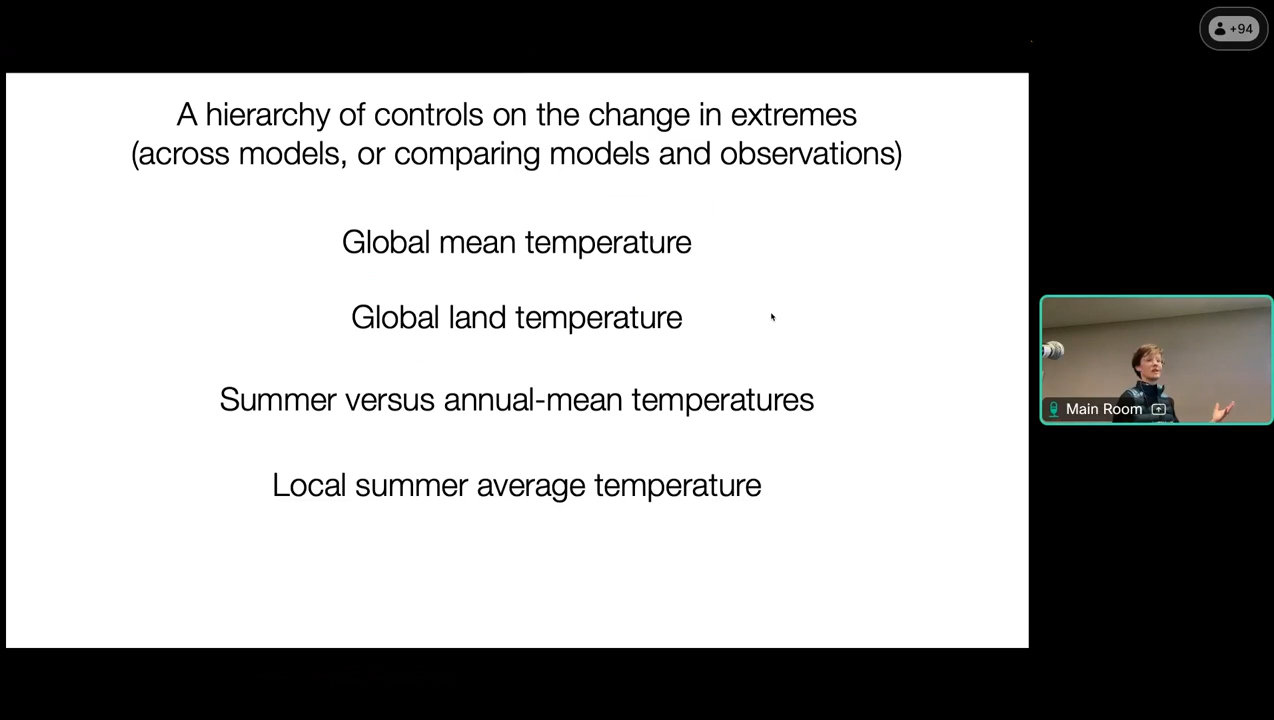 +94
A hierarchy of controls on the change in extremes
(across models, or comparing models and observations)
Global mean temperature
Global land temperature
Summer versus annual-mean temperatures
Local summer average temperature
Main Room